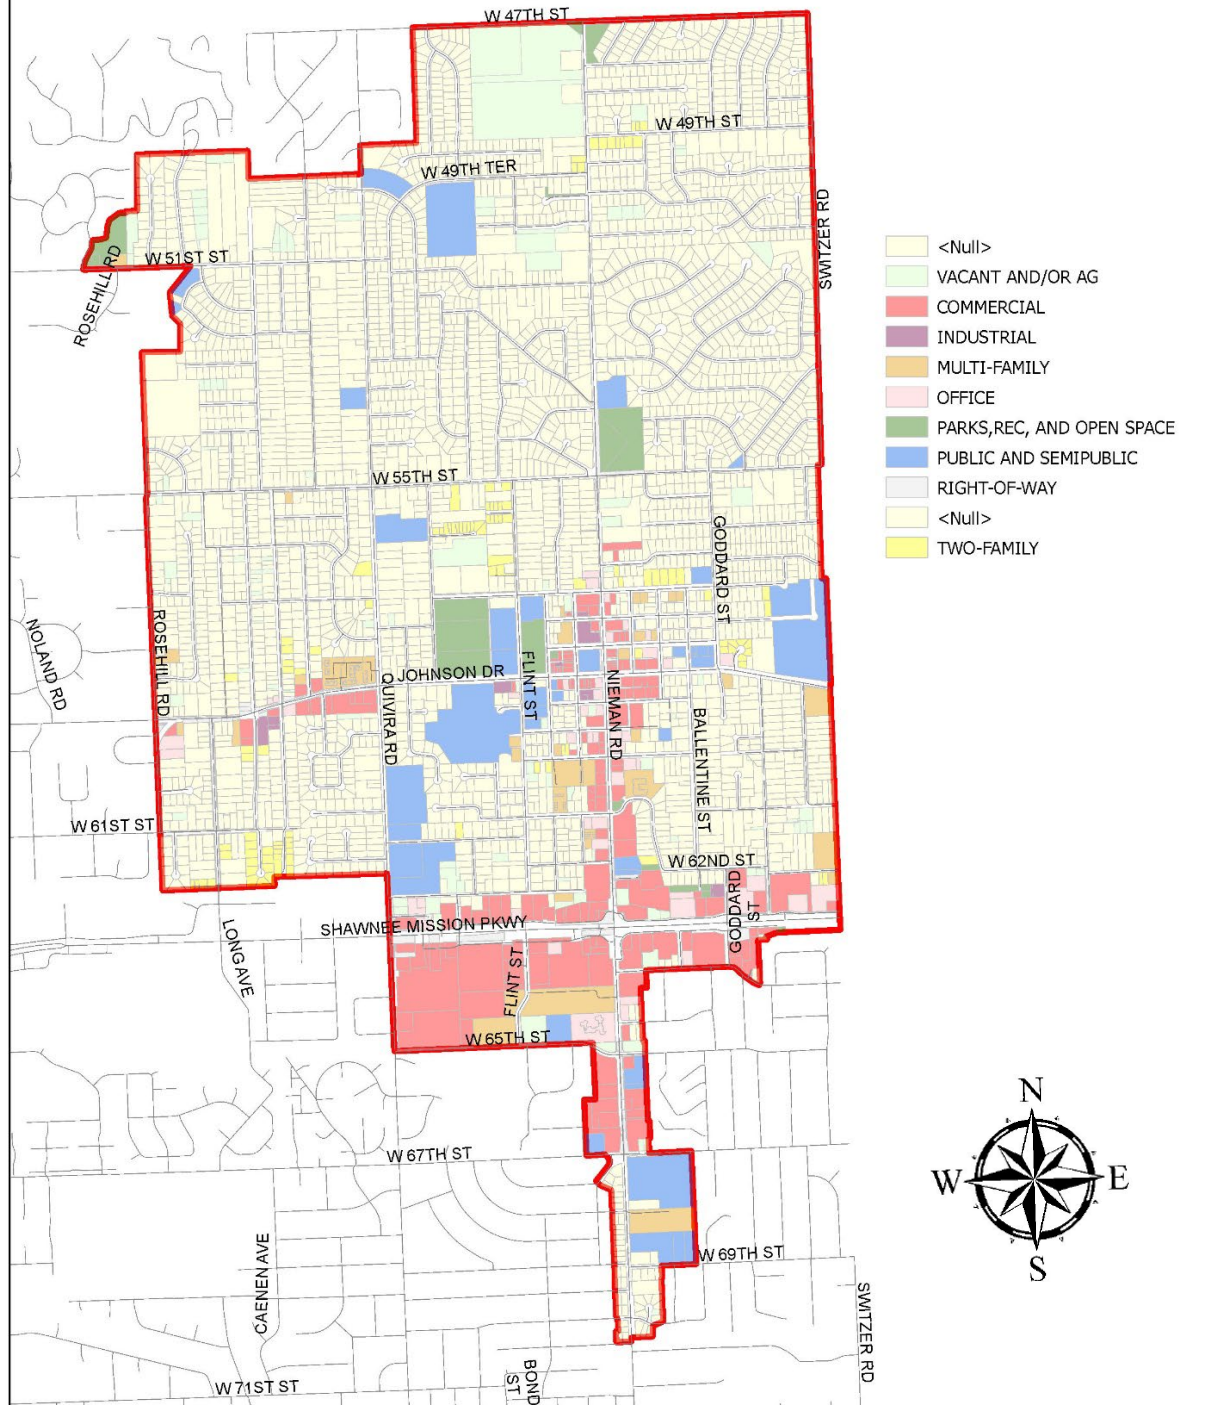 W 47TH ST
W 49TH ST
W 49TH TER
SWITZER RD
W 51ST ST
ROSEHILL RD
<Null>
VACANT AND/OR AG
COMMERCIAL
INDUSTRIAL
MULTI-FAMILY
OFFICE
PARKS,REC, AND OPEN SPACE
PUBLIC AND SEMIPUBLIC
RIGHT-OF-WAY
<Null>
TWO-FAMILY
W 55TH ST
GODDARD ST
NOLAND RD
ROSEHILL RD
JOHNSON DR
QUIVIRA RD
FLINT ST
NIEMAN RD
BALLENTINE ST
W 61ST ST
W 62ND ST
GODDARD
ST
SHAWNEE MISSION PKWY
LONG AVE
FLINT ST
W 65TH ST
W 67TH ST
W 69TH ST
CAENEN AVE
SWITZER RD
BOND
ST
W 71ST ST
N
W
E
S